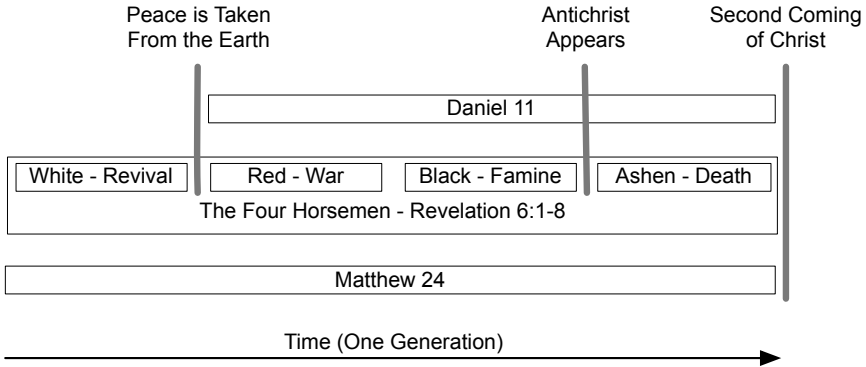 Peace is Taken
From the Earth
Antichrist
Appears
Second Coming
of Christ
Daniel 11
White - Revival
Red - War
Black - Famine
Ashen - Death
The Four Horsemen - Revelation 6:1-8
Matthew 24
Time (One Generation)